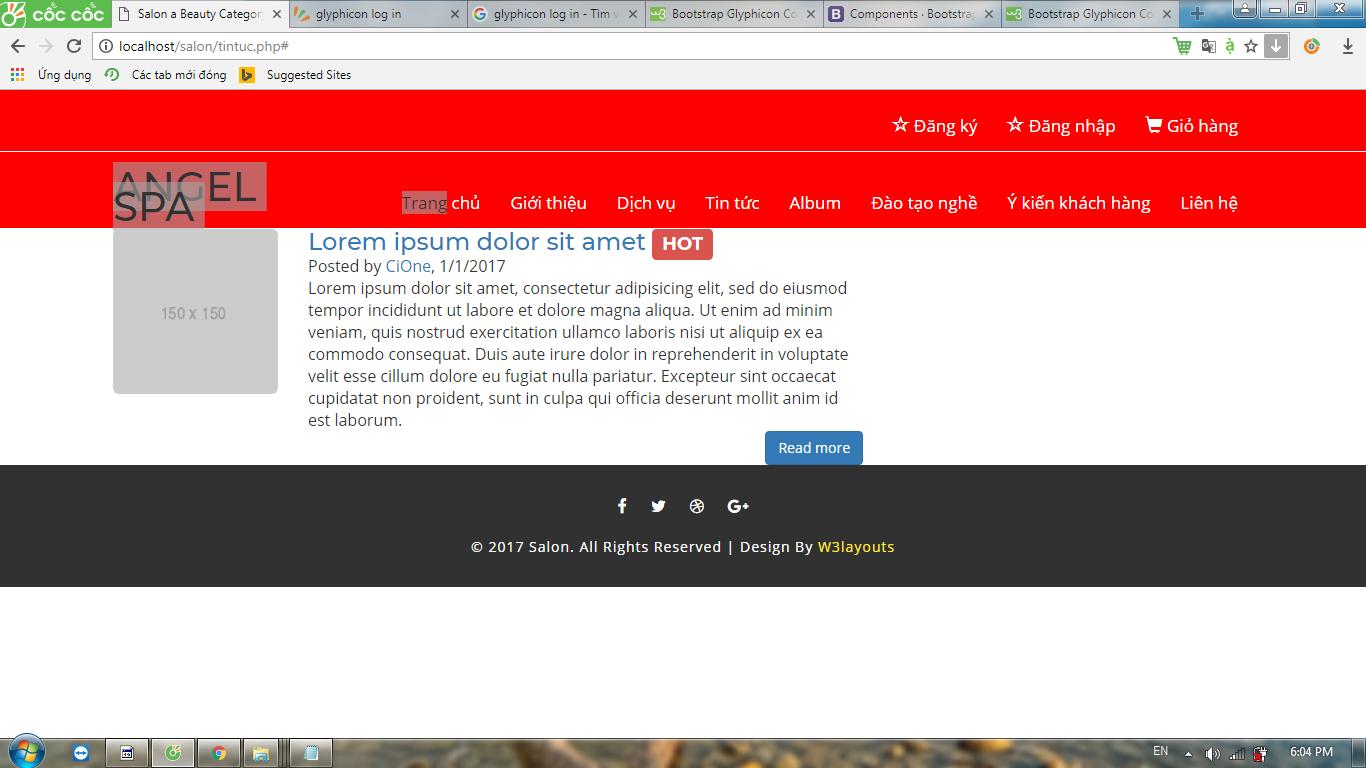 cốc cốc
Salon a Beauty Category
glyphicon log in
glyphicon log in - Tìm v
Bootstrap Glyphicon Co
Components · Bootstrap
Bootstrap Glyphicon Co
localhost/salon/tintuc.php#
Ứng dụng
Các tab mới đóng
Suggested Sites
Đăng ký
Đăng nhập
Giỏ hàng
ANGEL
SPA
Trang chủ
Giới thiệu
Dịch vụ
Tin tức
Album
Đào tạo nghề
Ý kiến khách hàng
Liên hệ
150 x 150
Lorem ipsum dolor sit amet HOT
Posted by CiOne, 1/1/2017
Lorem ipsum dolor sit amet, consectetur adipisicing elit, sed do eiusmod
tempor incididunt ut labore et dolore magna aliqua. Ut enim ad minim
veniam, quis nostrud exercitation ullamco laboris nisi ut aliquip ex ea
commodo consequat. Duis aute irure dolor in reprehenderit in voluptate
velit esse cillum dolore eu fugiat nulla pariatur. Excepteur sint occaecat
cupidatat non proident, sunt in culpa qui officia deserunt mollit anim id
est laborum.
Read more
© 2017 Salon. All Rights Reserved | Design By W3layouts
EN
6:04 PM